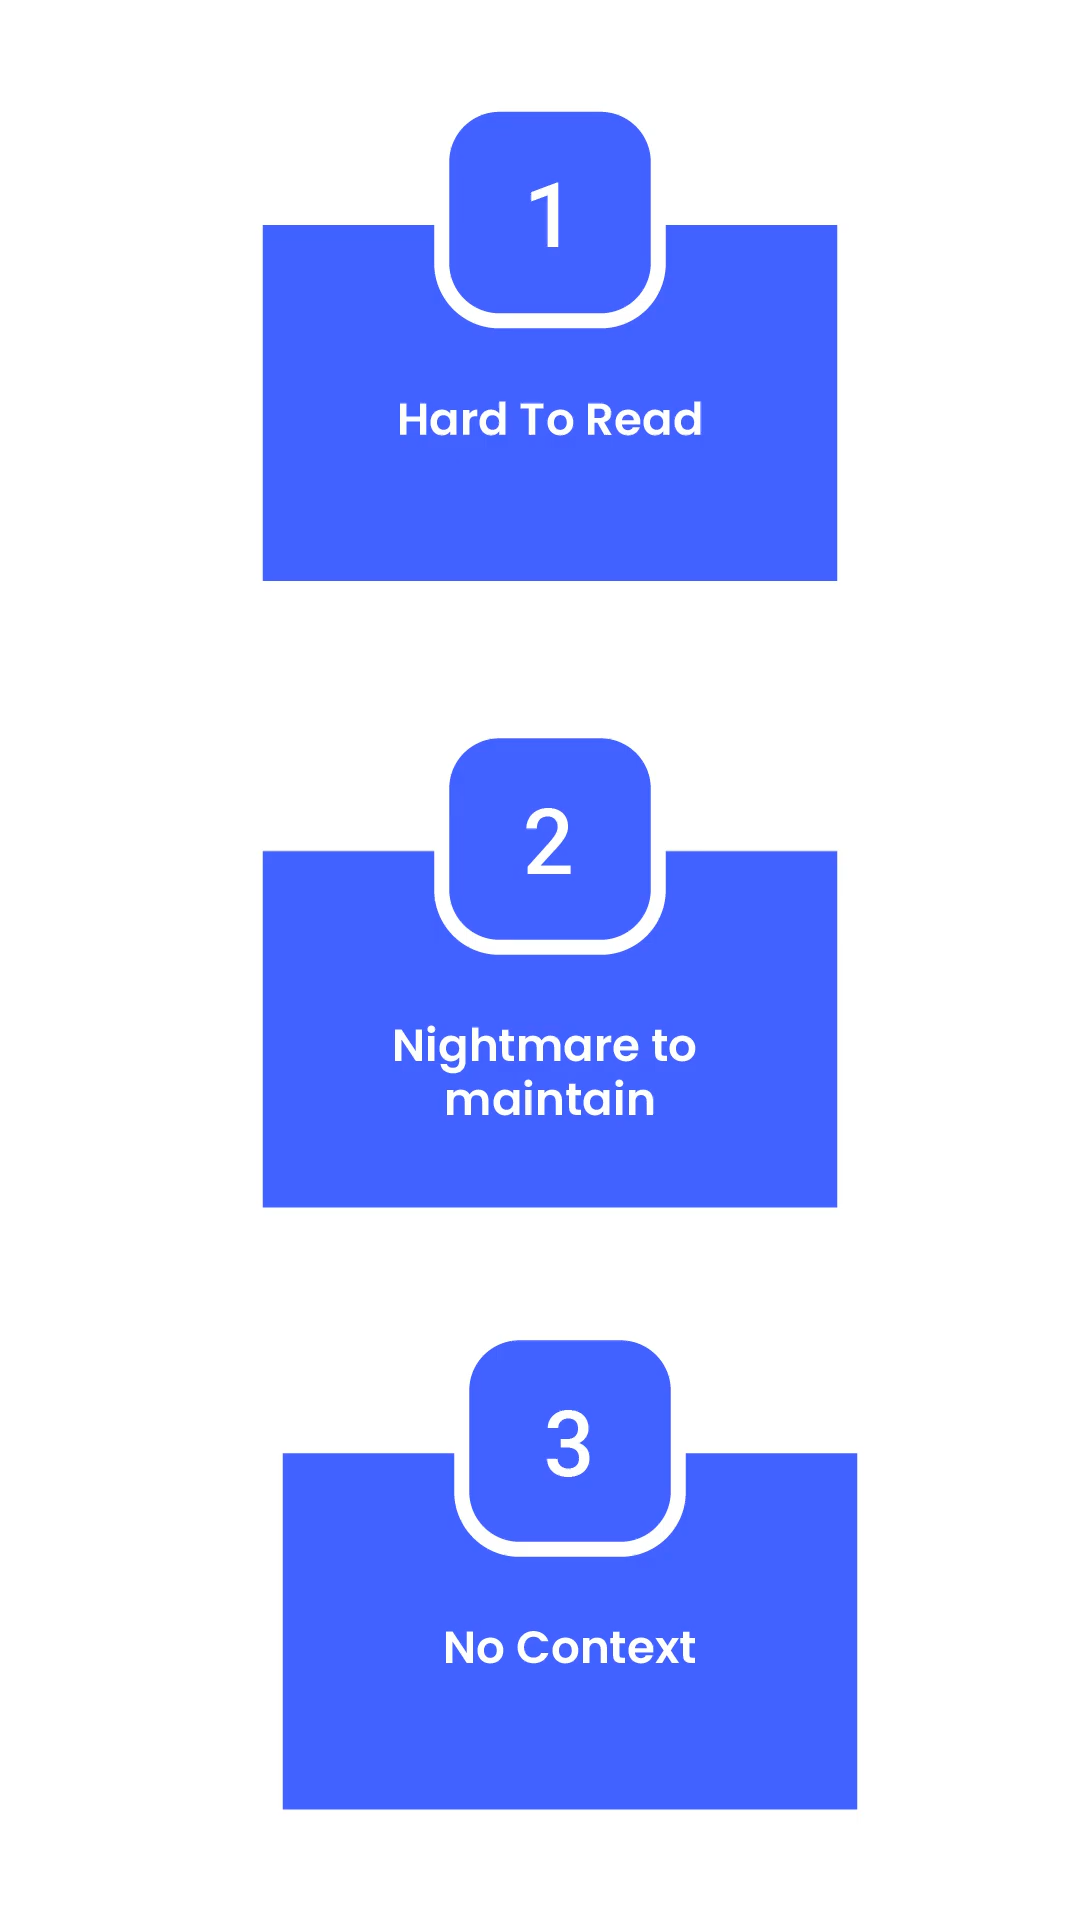 1
Hard To Read
2
Nightmare to
maintain
3
No Context